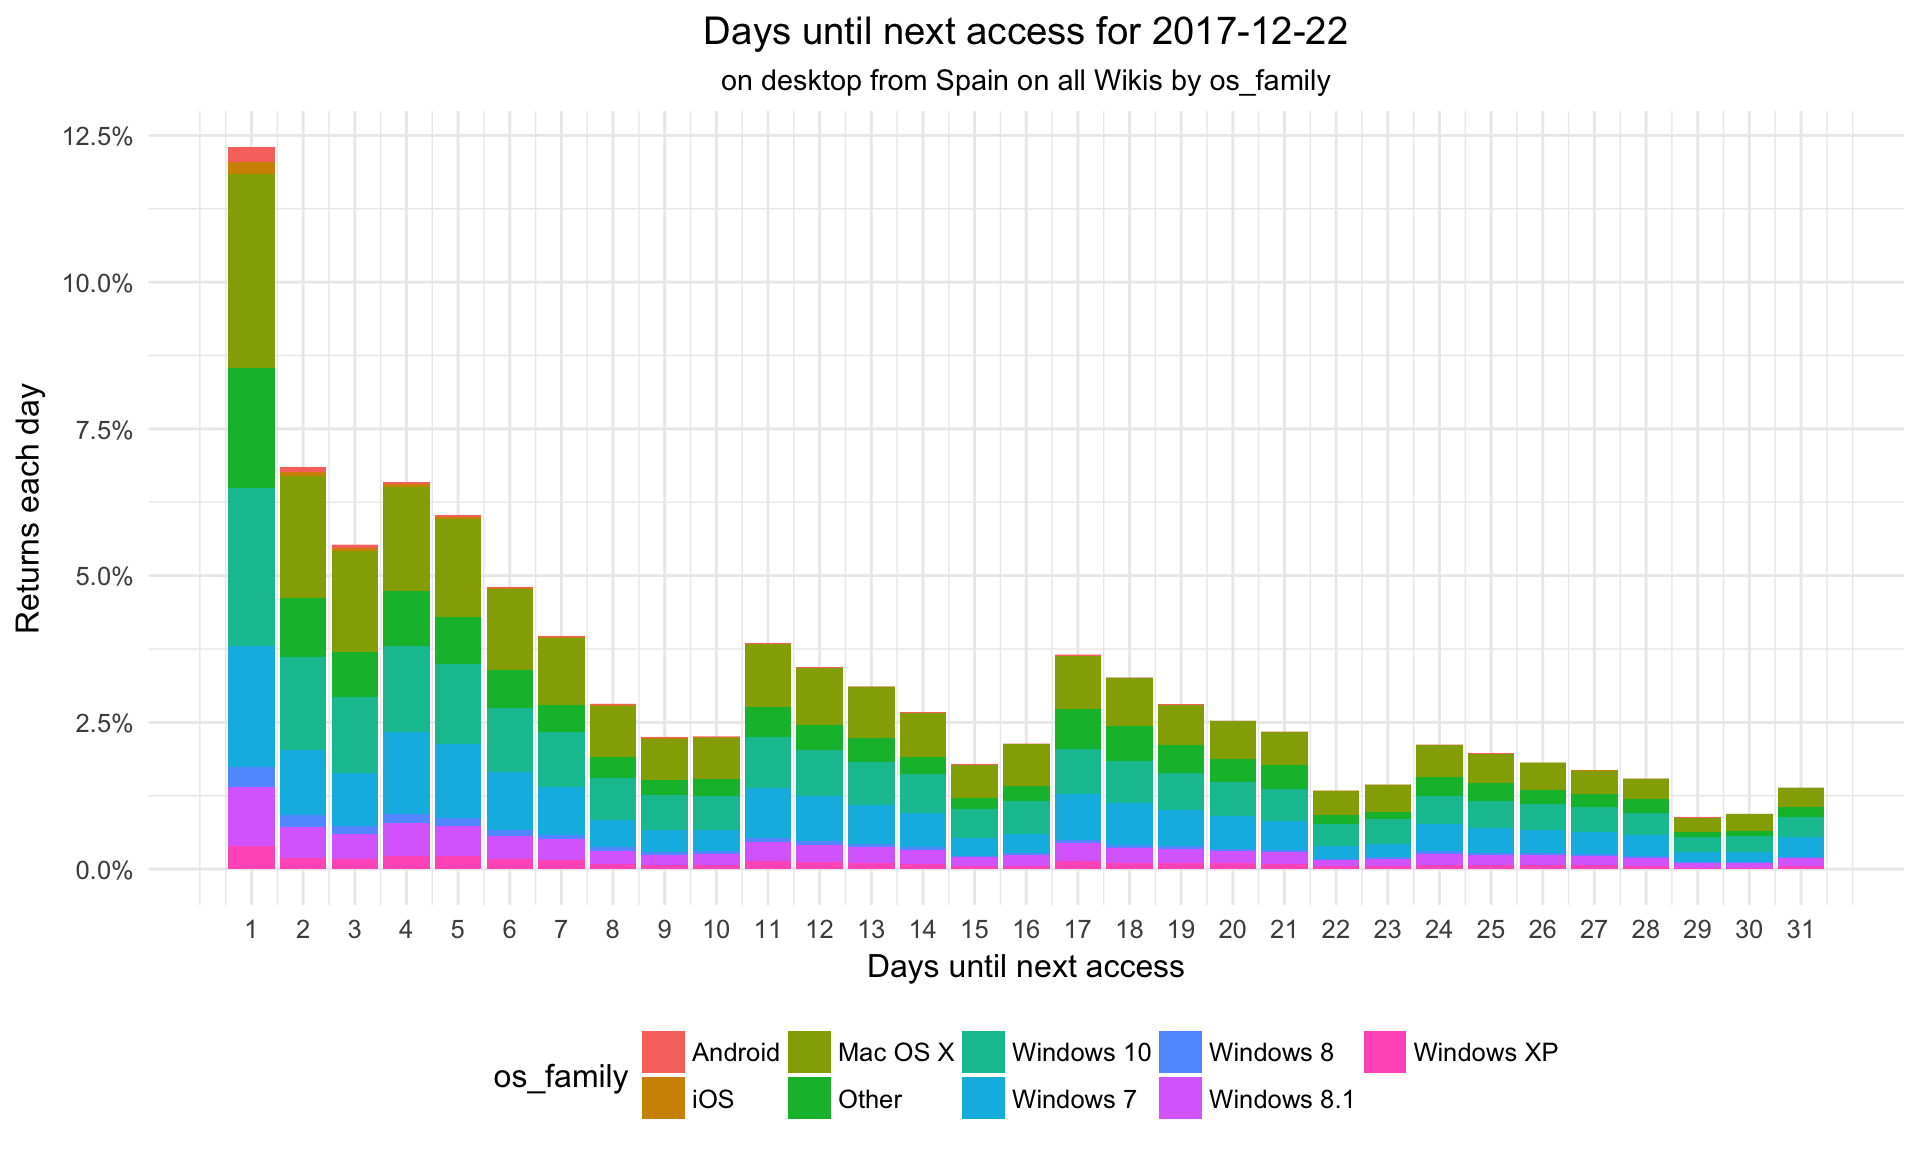 Days until next access for 2017-12-22
on desktop from Spain on all Wikis by os_family
12.5%
10.0%
7.5%
5.0%
2.5%
0.0%
Returns each day
1 2 3 4 5 6 7 8 9 10 11 12 13 14 15 16 17 18 19 20 21 22 23 24 25 26 27 28 29 30 31
Days until next access
os_family
Android Mac OS X Windows 10 Windows 8 Windows XP
iOS Other Windows 7 Windows 8.1